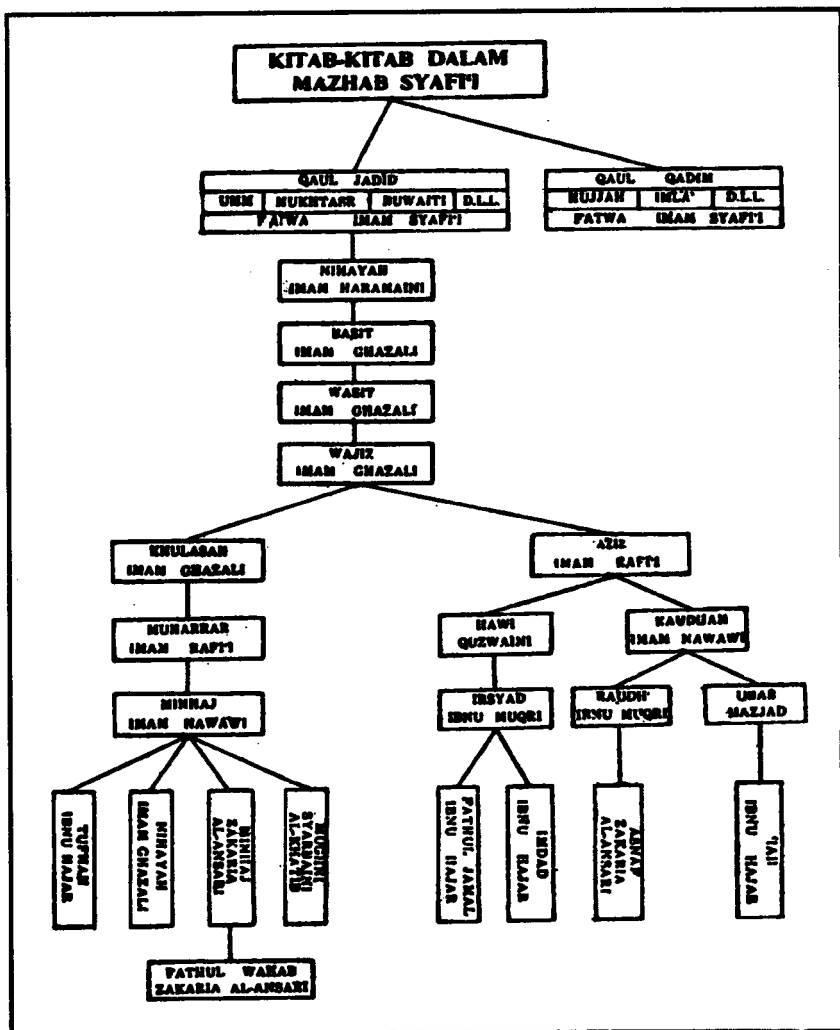 KITAB-KITAB DALAM
MAZHAB SYAFI'I
QAUL JADID
UMM MUKHTASR BUWAITI D.L.L.
FATWA IMAM SYAFI'I
QAUL QADIM
HUJJAH IMLA' D.L.L.
FATWA IMAM SYAFI'I
NIHAYAH
IMAM HARAMAINI
BASIT
IMAM GHAZALI
WASIT
IMAM GHAZALI
WAJIZ
IMAM GHAZALI
KHULASAH
IMAM GHAZALI
AZIZ
IMAM RAFI'I
MUHARRAR
IMAM RAFI'I
HAWI
QUZWAINI
IMAM NAWAWI
MINHAJ
IMAM NAWAWI
IRSYAD
IBNU MUQRI
RAUDH'
IBNU MUQRI
UMAR
MAZJAD
TUHFAH
IBNU HAJAR
NIHAYAH
IMAM GHAZALI
MINHAJ
ZAKARIA
AL-ANSARI
MUGHNI
SYARBAINI
AL-KHATIB
FATHUL JAWAL
IBNU HAJAR
IMDAD
IBNU HAJAR
ASNAF
ZAKARIA
AL-ANSARI
IBNU HAJAR
FATHUL WAHAB
ZAKARIA AL-ANSARI